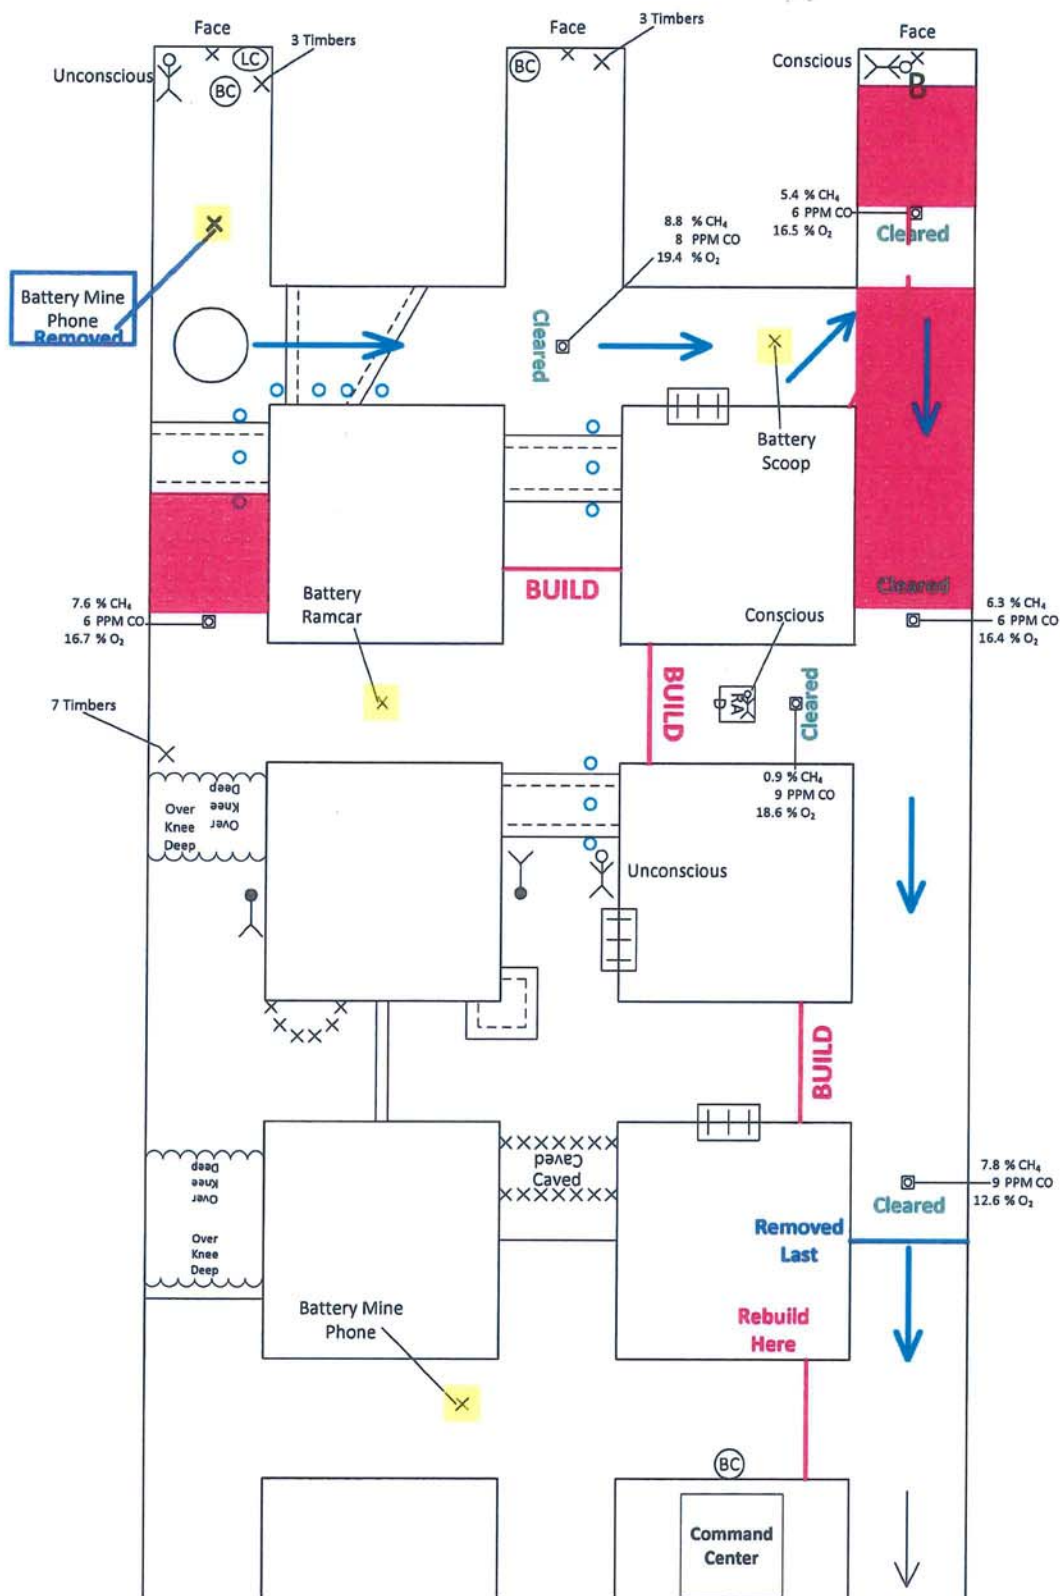 Face
Face
Face
3 Timbers
3 Timbers
Unconscious
LC
BC
BC
Conscious
B
5.4 % CH₄
6 PPM CO
16.5 % O₂
Cleared
8.8 % CH₄
8 PPM CO
19.4 % O₂
Battery Mine
Phone
Removed
Cleared
Battery
Scoop
Battery
Ramcar
BUILD
Cleared
7.6 % CH₄
6 PPM CO
16.7 % O₂
Conscious
6.3 % CH₄
6 PPM CO
16.4 % O₂
7 Timbers
BUILD
RA
D
Cleared
0.9 % CH₄
9 PPM CO
18.6 % O₂
Over
Knee
Deep
Over
Knee
Deep
Unconscious
BUILD
Over
Knee
Deep
Over
Knee
Deep
Caved
Caved
7.8 % CH₄
9 PPM CO
12.6 % O₂
Cleared
Removed
Last
Battery Mine
Phone
Rebuild
Here
BC
Command
Center